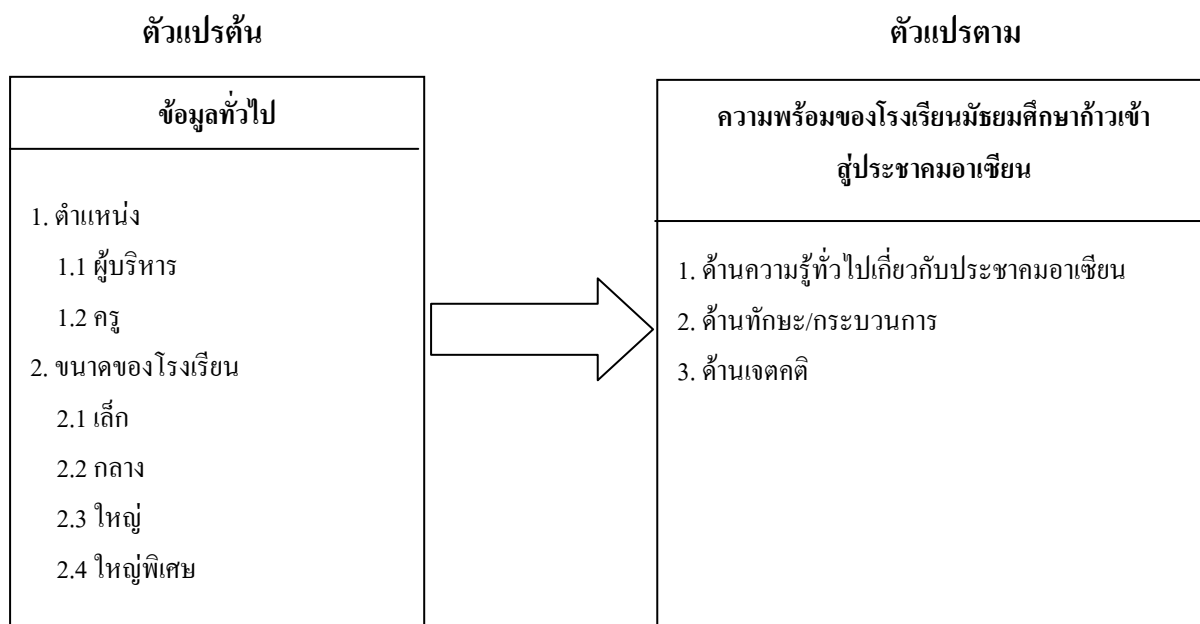 ตัวแปรต้น
ข้อมูลทั่วไป
1. ตำแหน่ง
1.1 ผู้บริหาร
1.2 ครู
2. ขนาดของโรงเรียน
2.1 เล็ก
2.2 กลาง
2.3 ใหญ่
2.4 ใหญ่พิเศษ
ตัวแปรตาม
ความพร้อมของโรงเรียนมัธยมศึกษาก้าวเข้า
สู่ประชาคมอาเซียน
1. ด้านความรู้ทั่วไปเกี่ยวกับประชาคมอาเซียน
2. ด้านทักษะ/กระบวนการ
3. ด้านเจตคติ